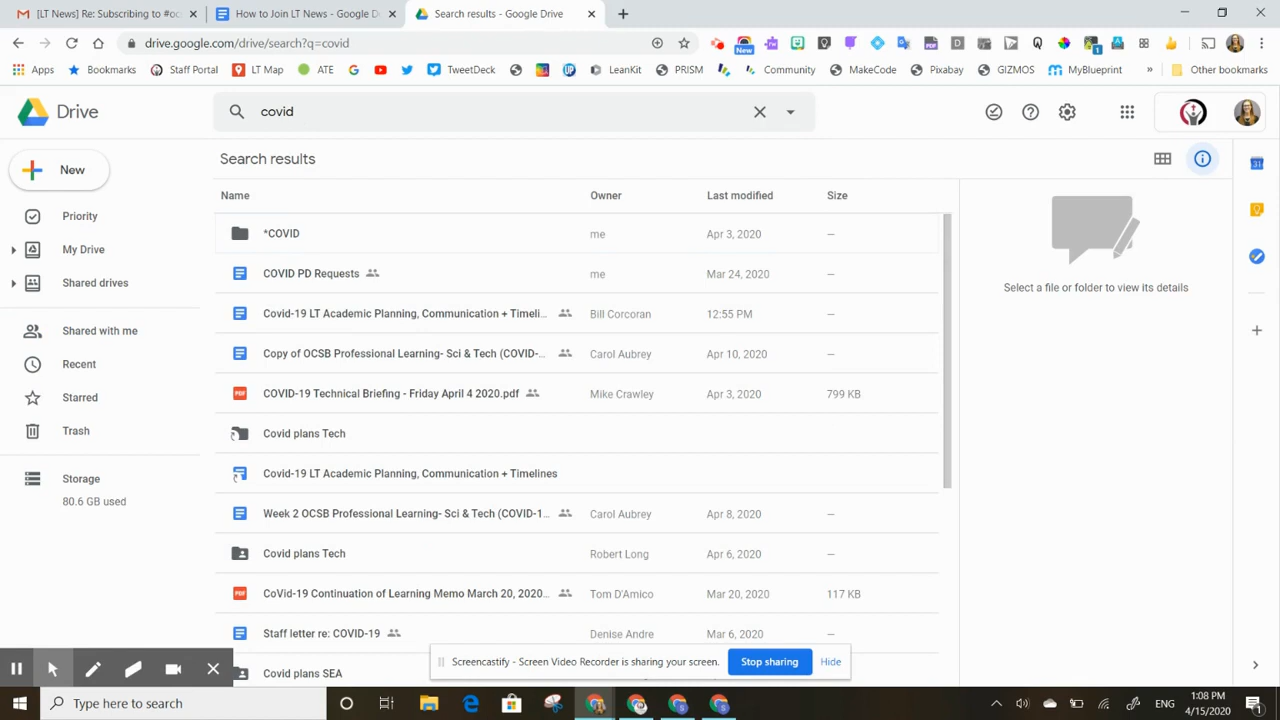 [LT News] Re: Subscribing to #oc
How to Join LT News - Google D
Search results - Google Drive
drive.google.com/drive/search?q=covid
New
1
Apps
Bookmarks
Staff Portal
LT Map
ATE
TweetDeck
LeanKit
PRISM
Community
MakeCode
Pixabay
GIZMOS
MyBlueprint
»
Other bookmarks
Drive
covid
New
Search results
Name
Owner
Last modified
Size
Priority
My Drive
Shared drives
Shared with me
Recent
Starred
Trash
Storage
80.6 GB used
*COVID me Apr 3, 2020 —
COVID PD Requests me Mar 24, 2020 —
Covid-19 LT Academic Planning, Communication + Timeli... Bill Corcoran 12:55 PM —
Copy of OCSB Professional Learning- Sci & Tech (COVID-... Carol Aubrey Apr 10, 2020 —
PDF COVID-19 Technical Briefing - Friday April 4 2020.pdf Mike Crawley Apr 3, 2020 799 KB
Covid plans Tech
Covid-19 LT Academic Planning, Communication + Timelines
Week 2 OCSB Professional Learning- Sci & Tech (COVID-1... Carol Aubrey Apr 8, 2020 —
Covid plans Tech Robert Long Apr 6, 2020 —
PDF CoVid-19 Continuation of Learning Memo March 20, 2020... Tom D'Amico Mar 20, 2020 117 KB
Staff letter re: COVID-19 Denise Andre Mar 6, 2020 —
Covid plans SEA
Select a file or folder to view its details
31
Screencastify - Screen Video Recorder is sharing your screen.
Stop sharing
Hide
Type here to search
ENG
1:08 PM
4/15/2020
1